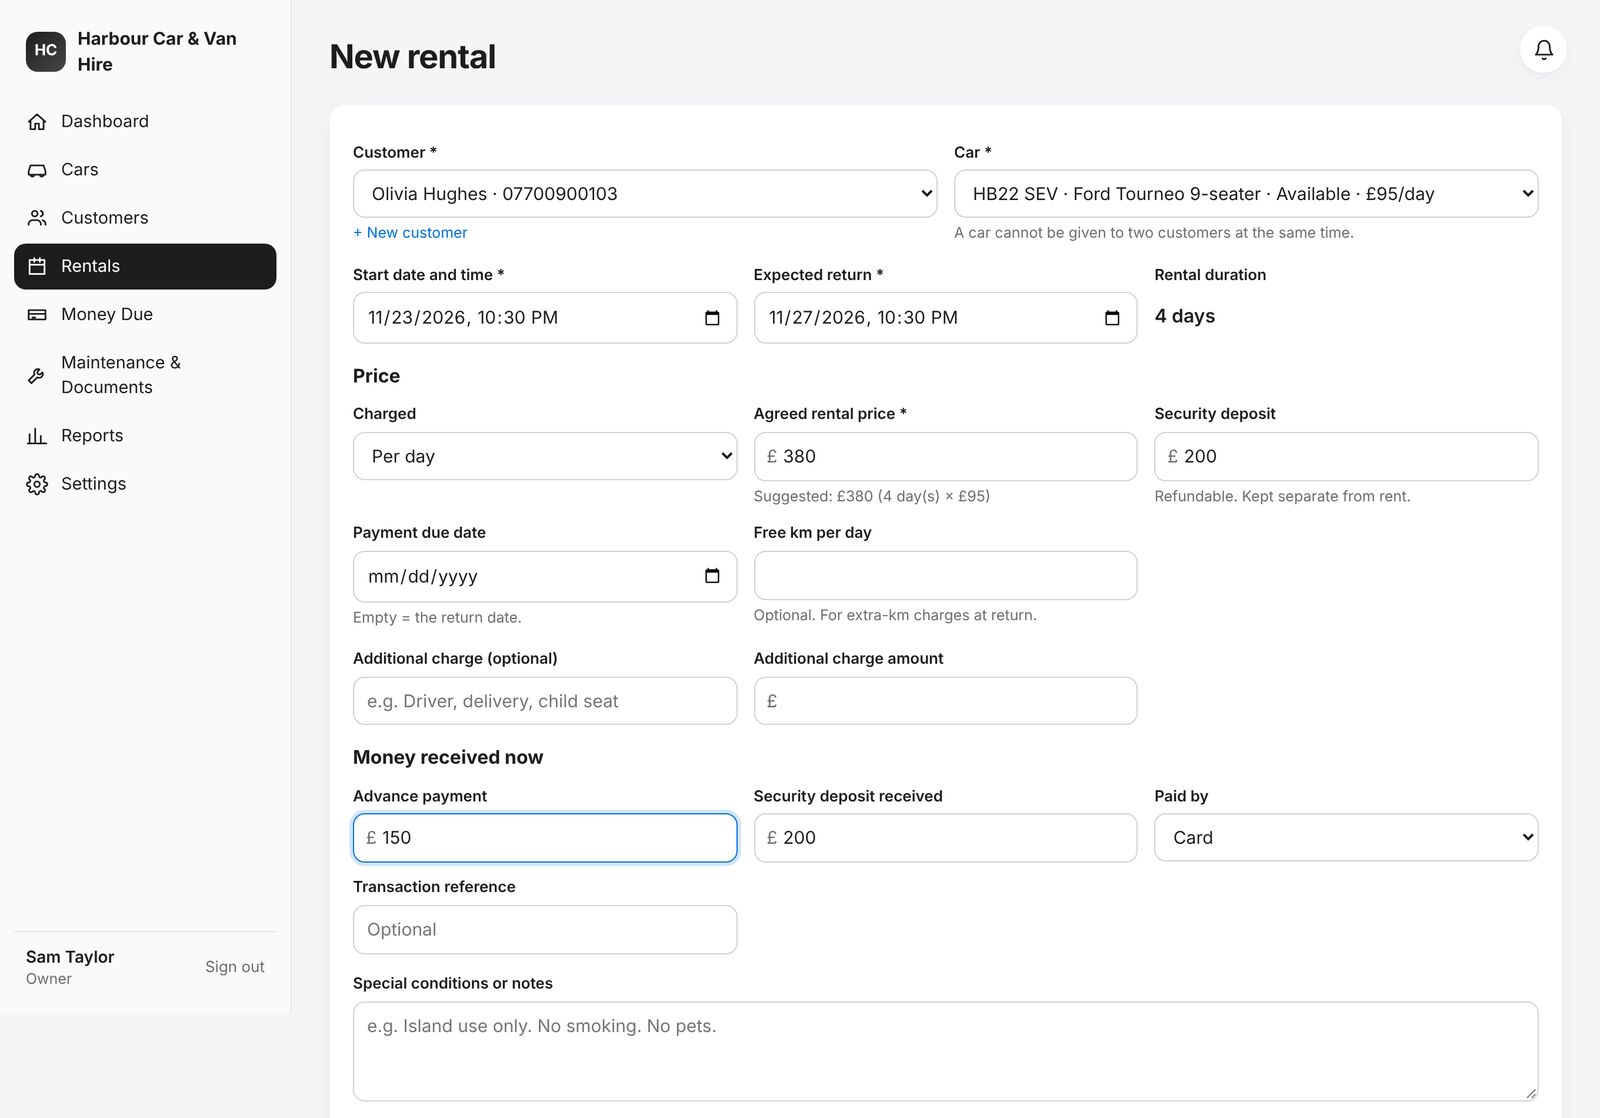 HC
Harbour Car & Van
Hire
Dashboard
Cars
Customers
Rentals
Money Due
Maintenance &
Documents
Reports
Settings
Sam Taylor
Owner
Sign out
New rental
Customer *
Car *
Olivia Hughes · 07700900103
HB22 SEV · Ford Tourneo 9-seater · Available · £95/day
+ New customer
A car cannot be given to two customers at the same time.
Start date and time *
Expected return *
Rental duration
11/23/2026, 10:30 PM
11/27/2026, 10:30 PM
4 days
Price
Charged
Agreed rental price *
Security deposit
Per day
£ 380
£ 200
Suggested: £380 (4 day(s) × £95)
Refundable. Kept separate from rent.
Payment due date
Free km per day
mm/dd/yyyy
Empty = the return date.
Optional. For extra-km charges at return.
Additional charge (optional)
Additional charge amount
e.g. Driver, delivery, child seat
£
Money received now
Advance payment
Security deposit received
Paid by
£ 150
£ 200
Card
Transaction reference
Optional
Special conditions or notes
e.g. Island use only. No smoking. No pets.